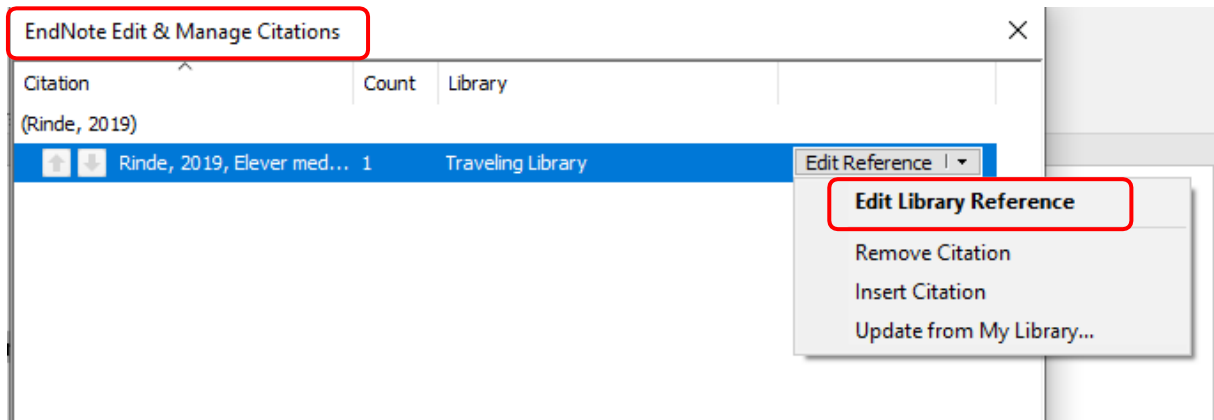 EndNote Edit & Manage Citations
Citation Count Library
(Rinde, 2019)
Rinde, 2019, Elever med... 1 Traveling Library Edit Reference
Edit Library Reference
Remove Citation
Insert Citation
Update from My Library...